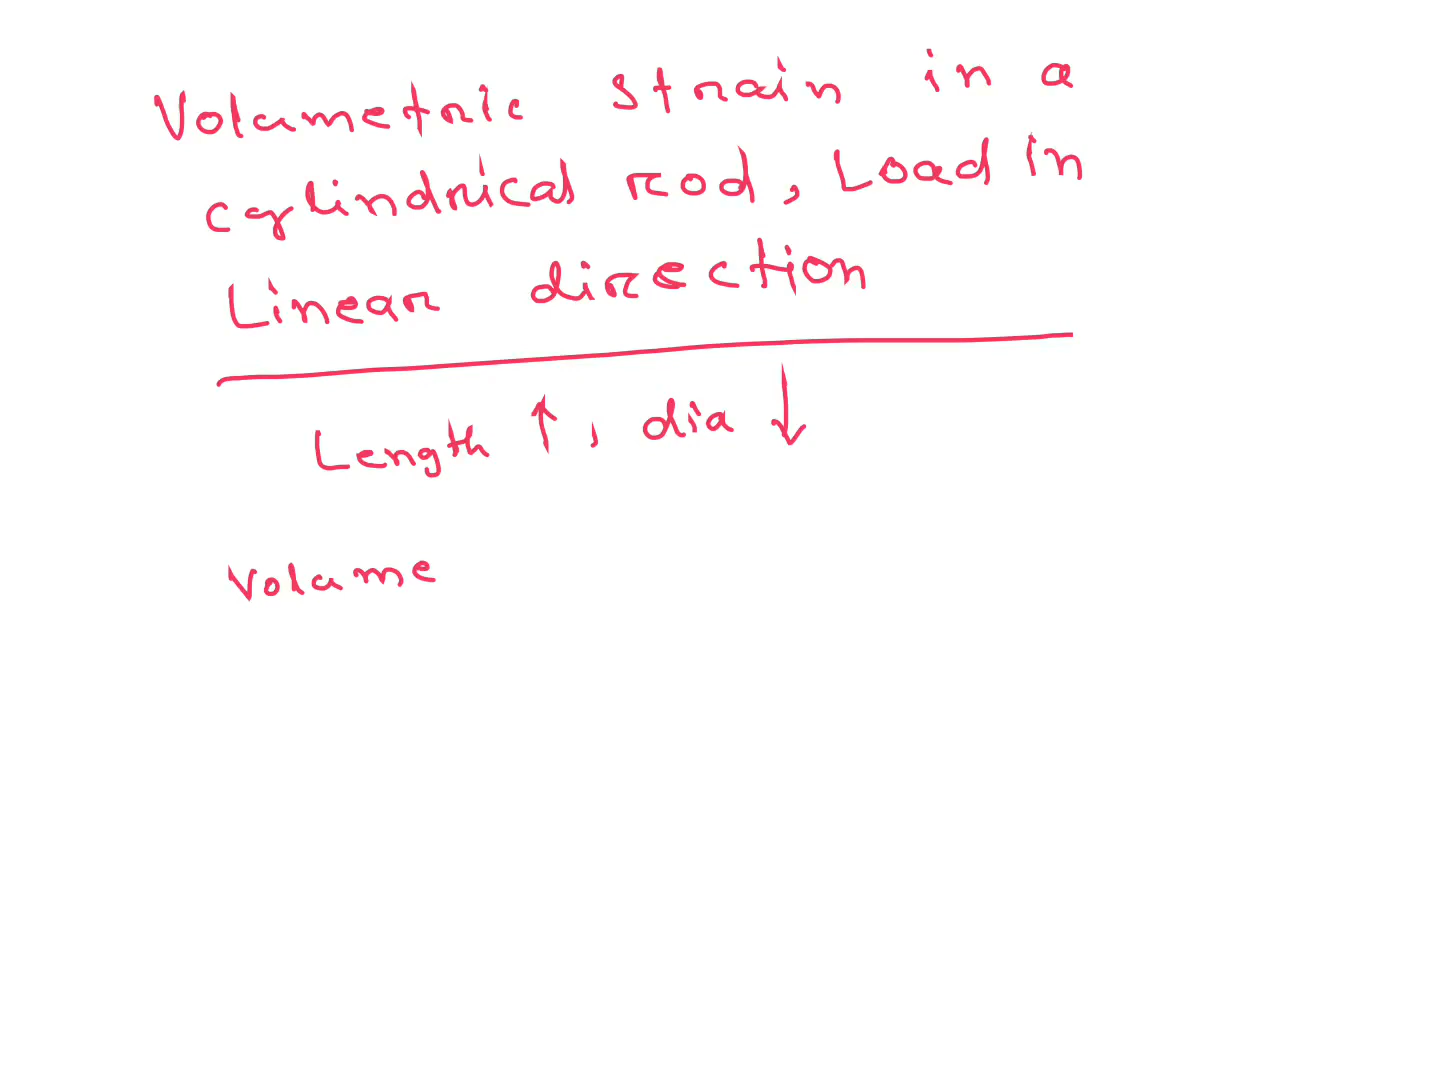 Volumetric strain in a
cylindrical rod, Load in
Linear direction
Length ↑, dia ↓
Volume